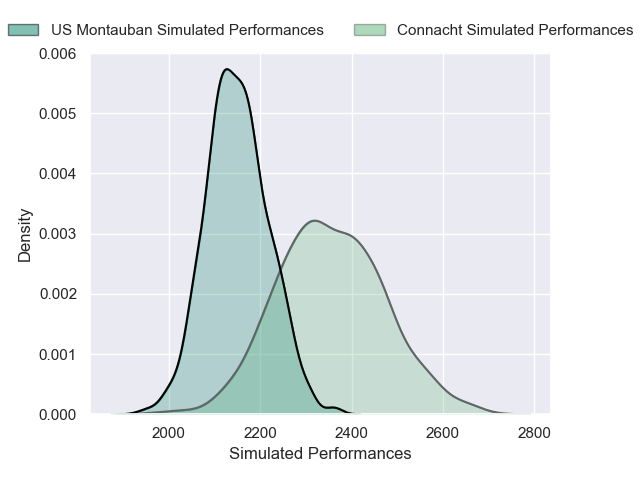 US Montauban Simulated Performances Connacht Simulated Performances
0.006
0.005
0.004
0.003
0.002
0.001
0.000
Density
2000 2200 2400 2600 2800
Simulated Performances